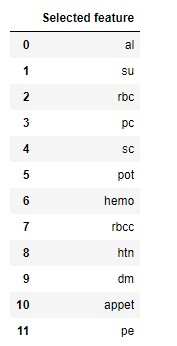 Selected feature
0 al
1 su
2 rbc
3 pc
4 sc
5 pot
6 hemo
7 rbcc
8 htn
9 dm
10 appet
11 pe